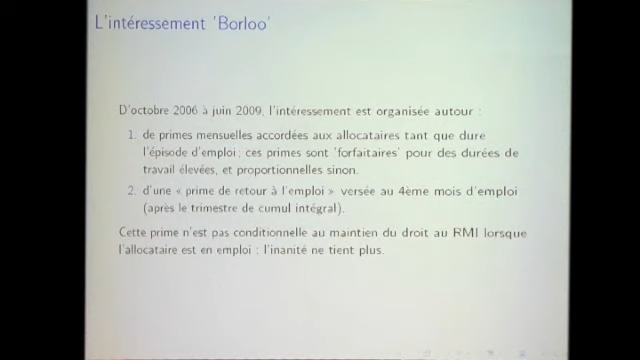 L'intéressement 'Borloo'
D'octobre 2006 à juin 2009, l'intéressement est organisée autour :
1. de primes mensuelles accordées aux allocataires tant que dure
l'épisode d'emploi; ces primes sont 'forfaitaires' pour des durées de
travail élevées, et proportionnelles sinon.
2. d'une « prime de retour à l'emploi » versée au 4ème mois d'emploi
(après le trimestre de cumul intégral).
Cette prime n'est pas conditionnelle au maintien du droit au RMI lorsque
l'allocataire est en emploi : l'inanité ne tient plus.